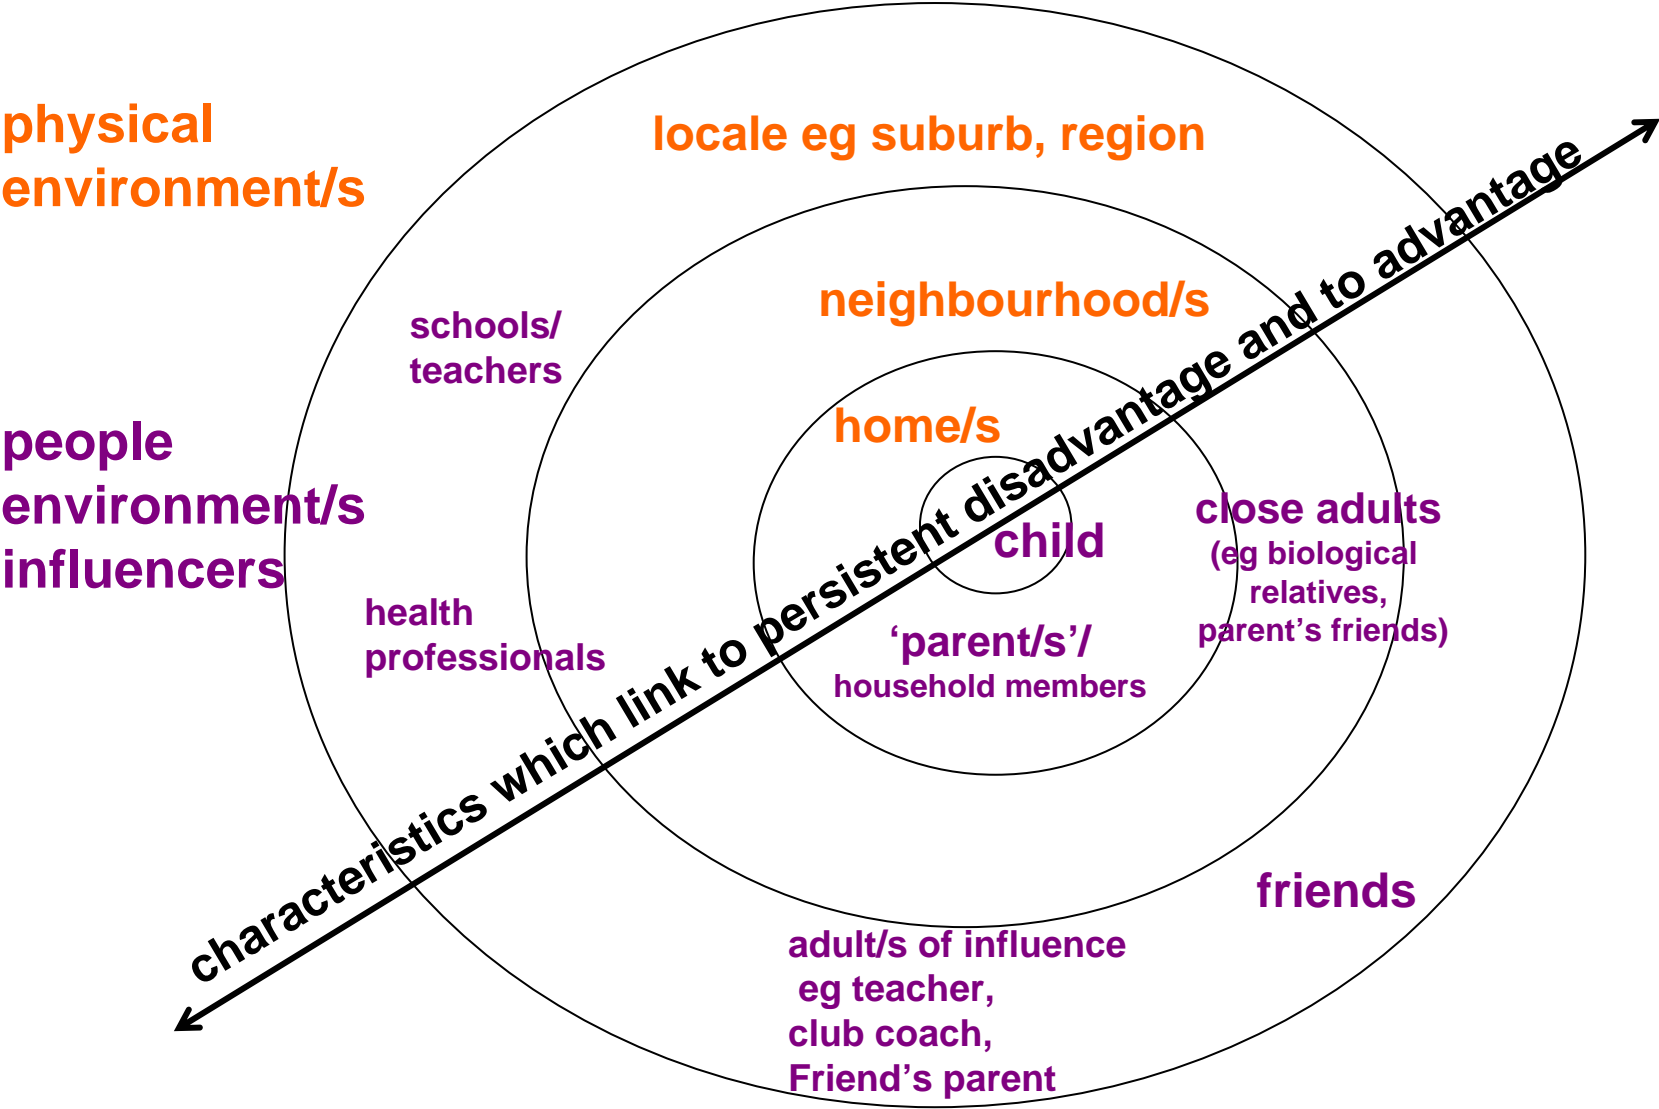 physical
environment/s
locale eg suburb, region
neighbourhood/s
schools/
teachers
home/s
people
environment/s
influencers
characteristics which link to persistent disadvantage and to advantage
child
close adults
(eg biological
relatives,
parent’s friends)
health
professionals
‘parent/s’/
household members
friends
adult/s of influence
eg teacher,
club coach,
Friend’s parent